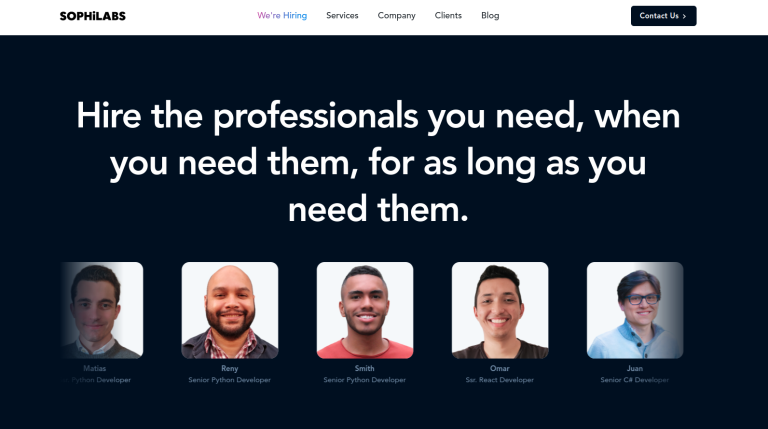 SOPHiLABS
We're Hiring
Services
Company
Clients
Blog
Contact Us
Hire the professionals you need, when
you need them, for as long as you
need them.
Matias
Python Developer
Reny
Senior Python Developer
Smith
Senior Python Developer
Omar
Ssr. React Developer
Juan
Senior C# Developer